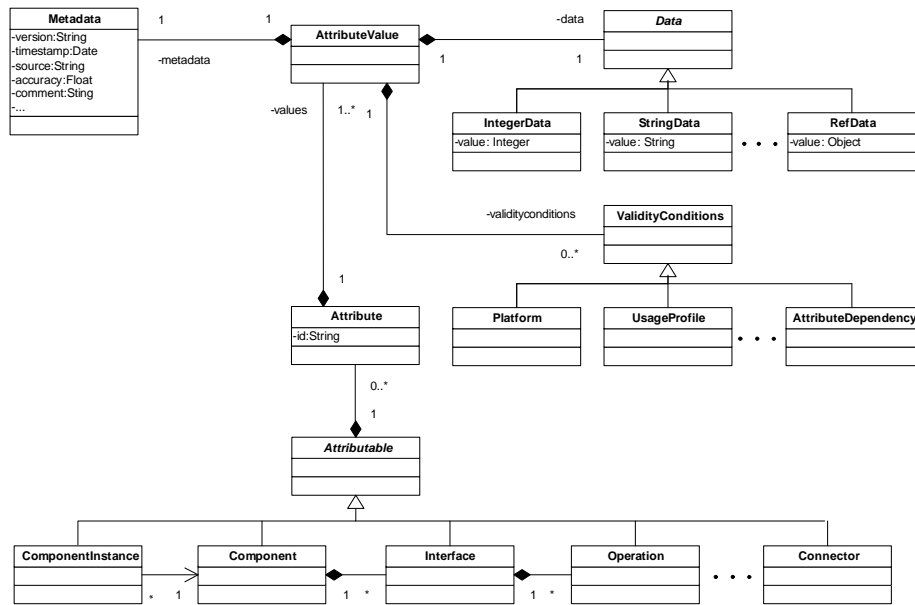 Metadata
-version:String
-timestamp:Date
-source:String
-accuracy:Float
-comment:Sting
-...
1
1
-metadata
AttributeValue
-data
1
1
Data
IntegerData
-value: Integer
StringData
-value: String
. . .
RefData
-value: Object
-values
1..*
1
-validityconditions
0..*
ValidityConditions
Platform
UsageProfile
. . .
AttributeDependency
1
Attribute
-id:String
0..*
1
Attributable
ComponentInstance
Component
Interface
Operation
Connector
. . .
*
1
1
*
1
*